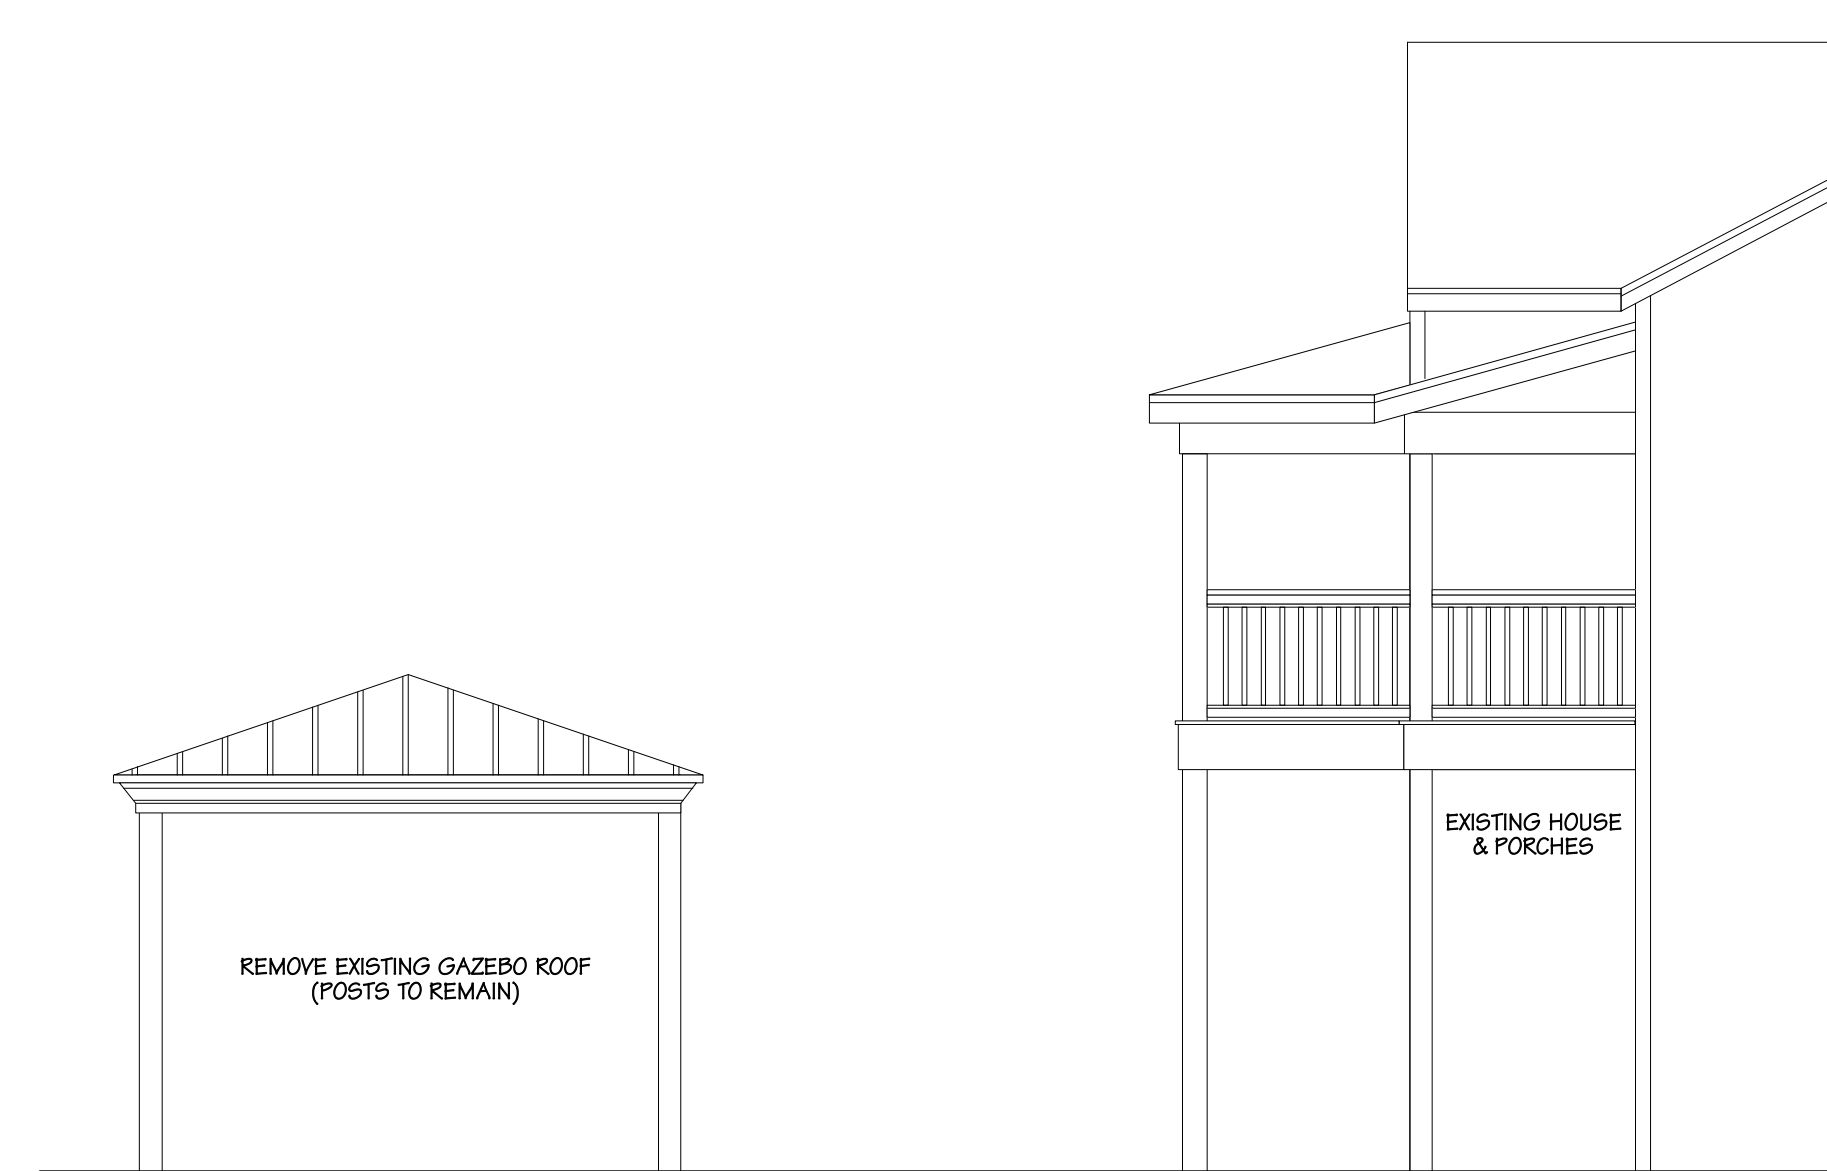 EXISTING HOUSE
& PORCHES
REMOVE EXISTING GAZEBO ROOF
(POSTS TO REMAIN)